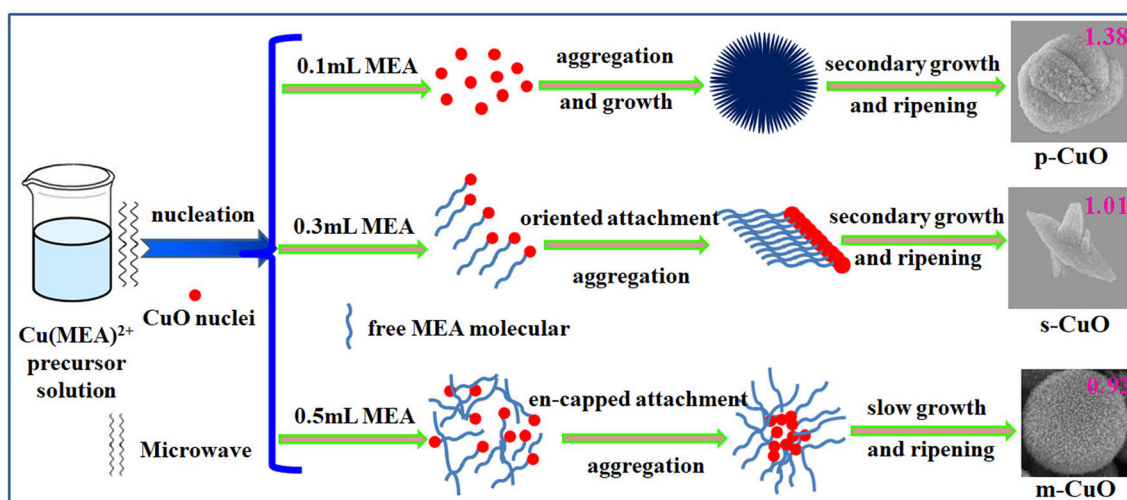 0.1mL MEA
aggregation
and growth
secondary growth
and ripening
1.38
p-CuO
nucleation
CuO nuclei
Cu(MEA)²⁺
precursor
solution
Microwave
0.3mL MEA
oriented attachment
aggregation
secondary growth
and ripening
1.01
s-CuO
free MEA molecular
0.5mL MEA
en-capped attachment
aggregation
slow growth
and ripening
0.92
m-CuO